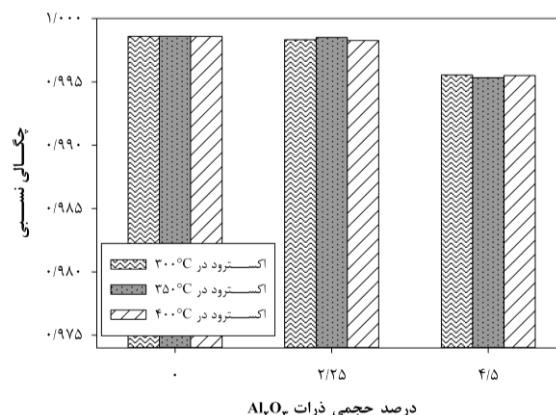 ۱/۰۰۰
۰/۹۹۵
۰/۹۹۰
۰/۹۸۵
۰/۹۸۰
۰/۹۷۵
چگالی نسبی
اکسترود در ۳۰۰°C
اکسترود در ۳۵۰°C
اکسترود در ۴۰۰°C
۰
۲/۲۵
۴/۵
درصد حجمی ذرات Al۲O۳